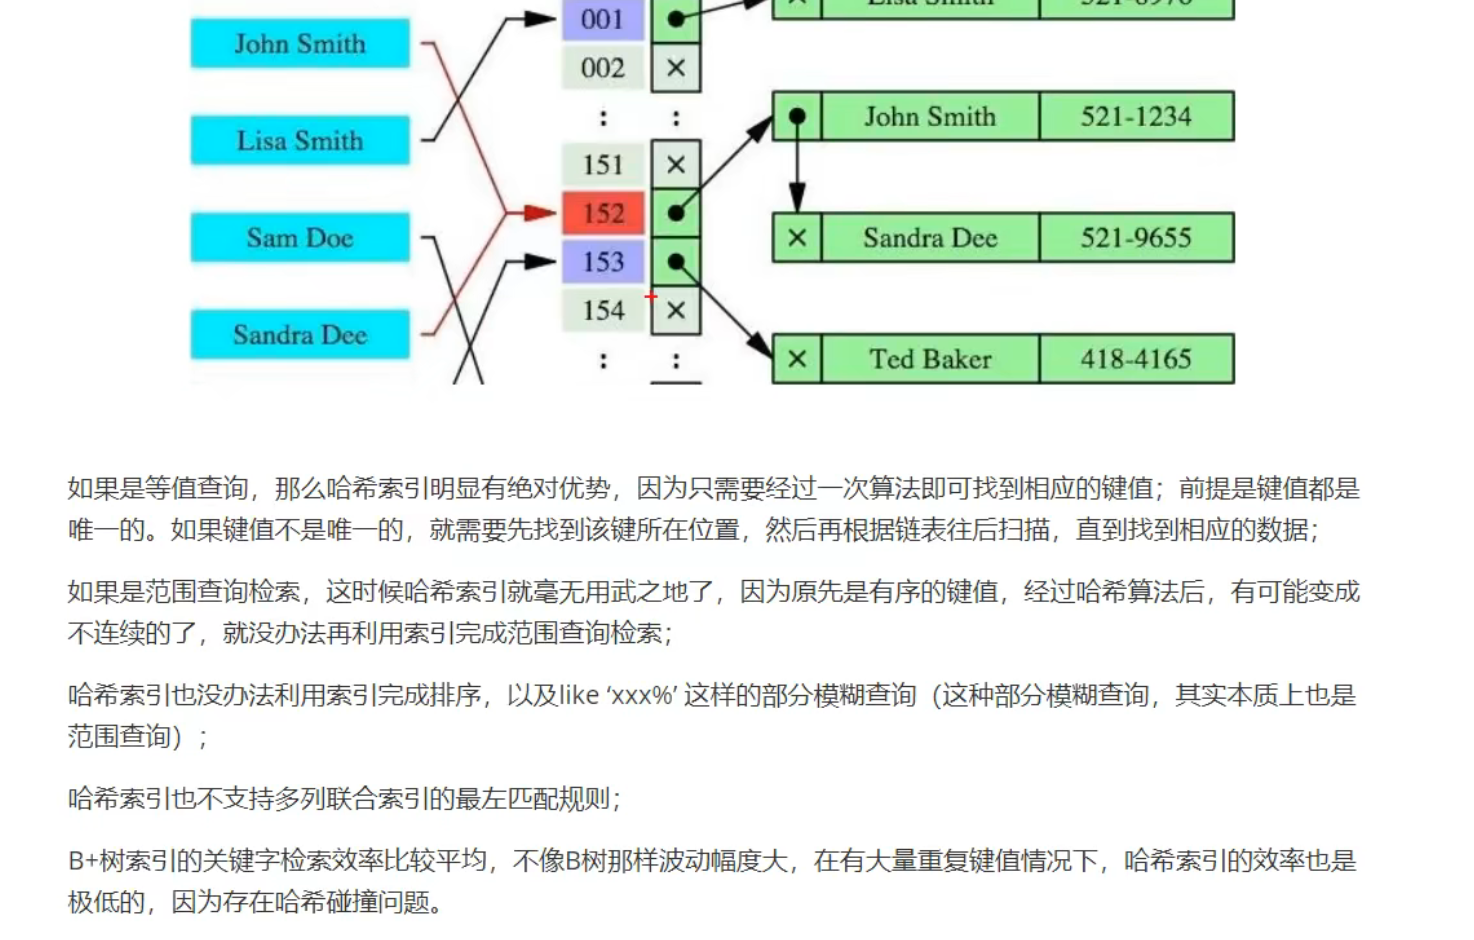 001
Lisa Smith 521-8976
John Smith
002 ×
John Smith 521-1234
Lisa Smith
: :
151 ×
152
Sam Doe
× Sandra Dee 521-9655
153
154 ×
Sandra Dee
× Ted Baker 418-4165
: :
如果是等值查询，那么哈希索引明显有绝对优势，因为只需要经过一次算法即可找到相应的键值；前提是键值都是
唯一的。如果键值不是唯一的，就需要先找到该键所在位置，然后再根据链表往后扫描，直到找到相应的数据；
如果是范围查询检索，这时候哈希索引就毫无用武之地了，因为原先是有序的键值，经过哈希算法后，有可能变成
不连续的了，就没办法再利用索引完成范围查询检索；
哈希索引也没办法利用索引完成排序，以及like ‘xxx%’ 这样的部分模糊查询（这种部分模糊查询，其实本质上也是
范围查询）；
哈希索引也不支持多列联合索引的最左匹配规则；
B+树索引的关键字检索效率比较平均，不像B树那样波动幅度大，在有大量重复键值情况下，哈希索引的效率也是
极低的，因为存在哈希碰撞问题。